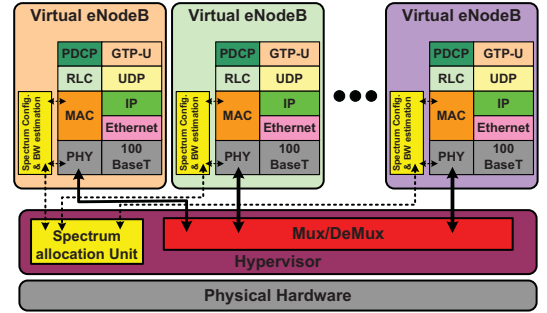 Virtual eNodeB
PDCP
GTP-U
RLC
UDP
Spectrum Config.
& BW estimation
MAC
IP
Ethernet
PHY
100
BaseT
Virtual eNodeB
PDCP
GTP-U
RLC
UDP
Spectrum Config.
& BW estimation
MAC
IP
Ethernet
PHY
100
BaseT
Virtual eNodeB
PDCP
GTP-U
RLC
UDP
Spectrum Config.
& BW estimation
MAC
IP
Ethernet
PHY
100
BaseT
Spectrum
allocation Unit
Mux/DeMux
Hypervisor
Physical Hardware